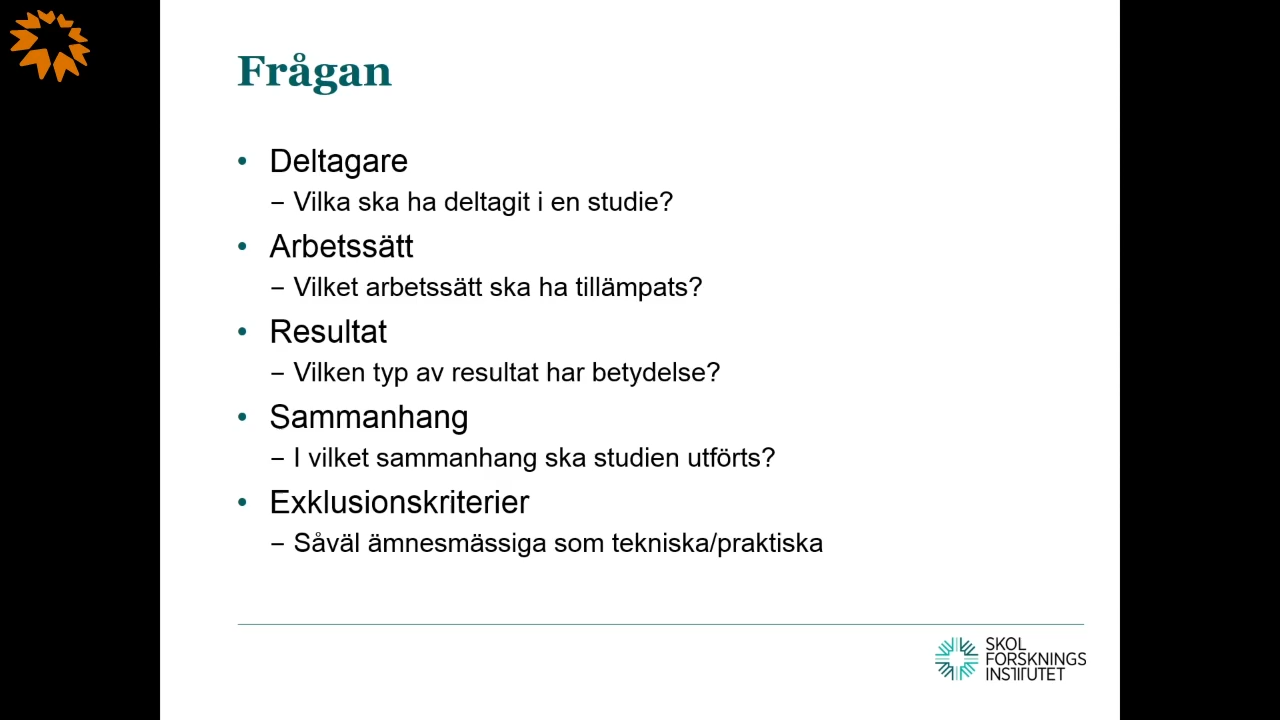 Frågan
• Deltagare
– Vilka ska ha deltagit i en studie?
• Arbetssätt
– Vilket arbetssätt ska ha tillämpats?
• Resultat
– Vilken typ av resultat har betydelse?
• Sammanhang
– I vilket sammanhang ska studien utförts?
• Exklusionskriterier
– Såväl ämnesmässiga som tekniska/praktiska
SKOL
FORSKNINGS
INSTITUTET